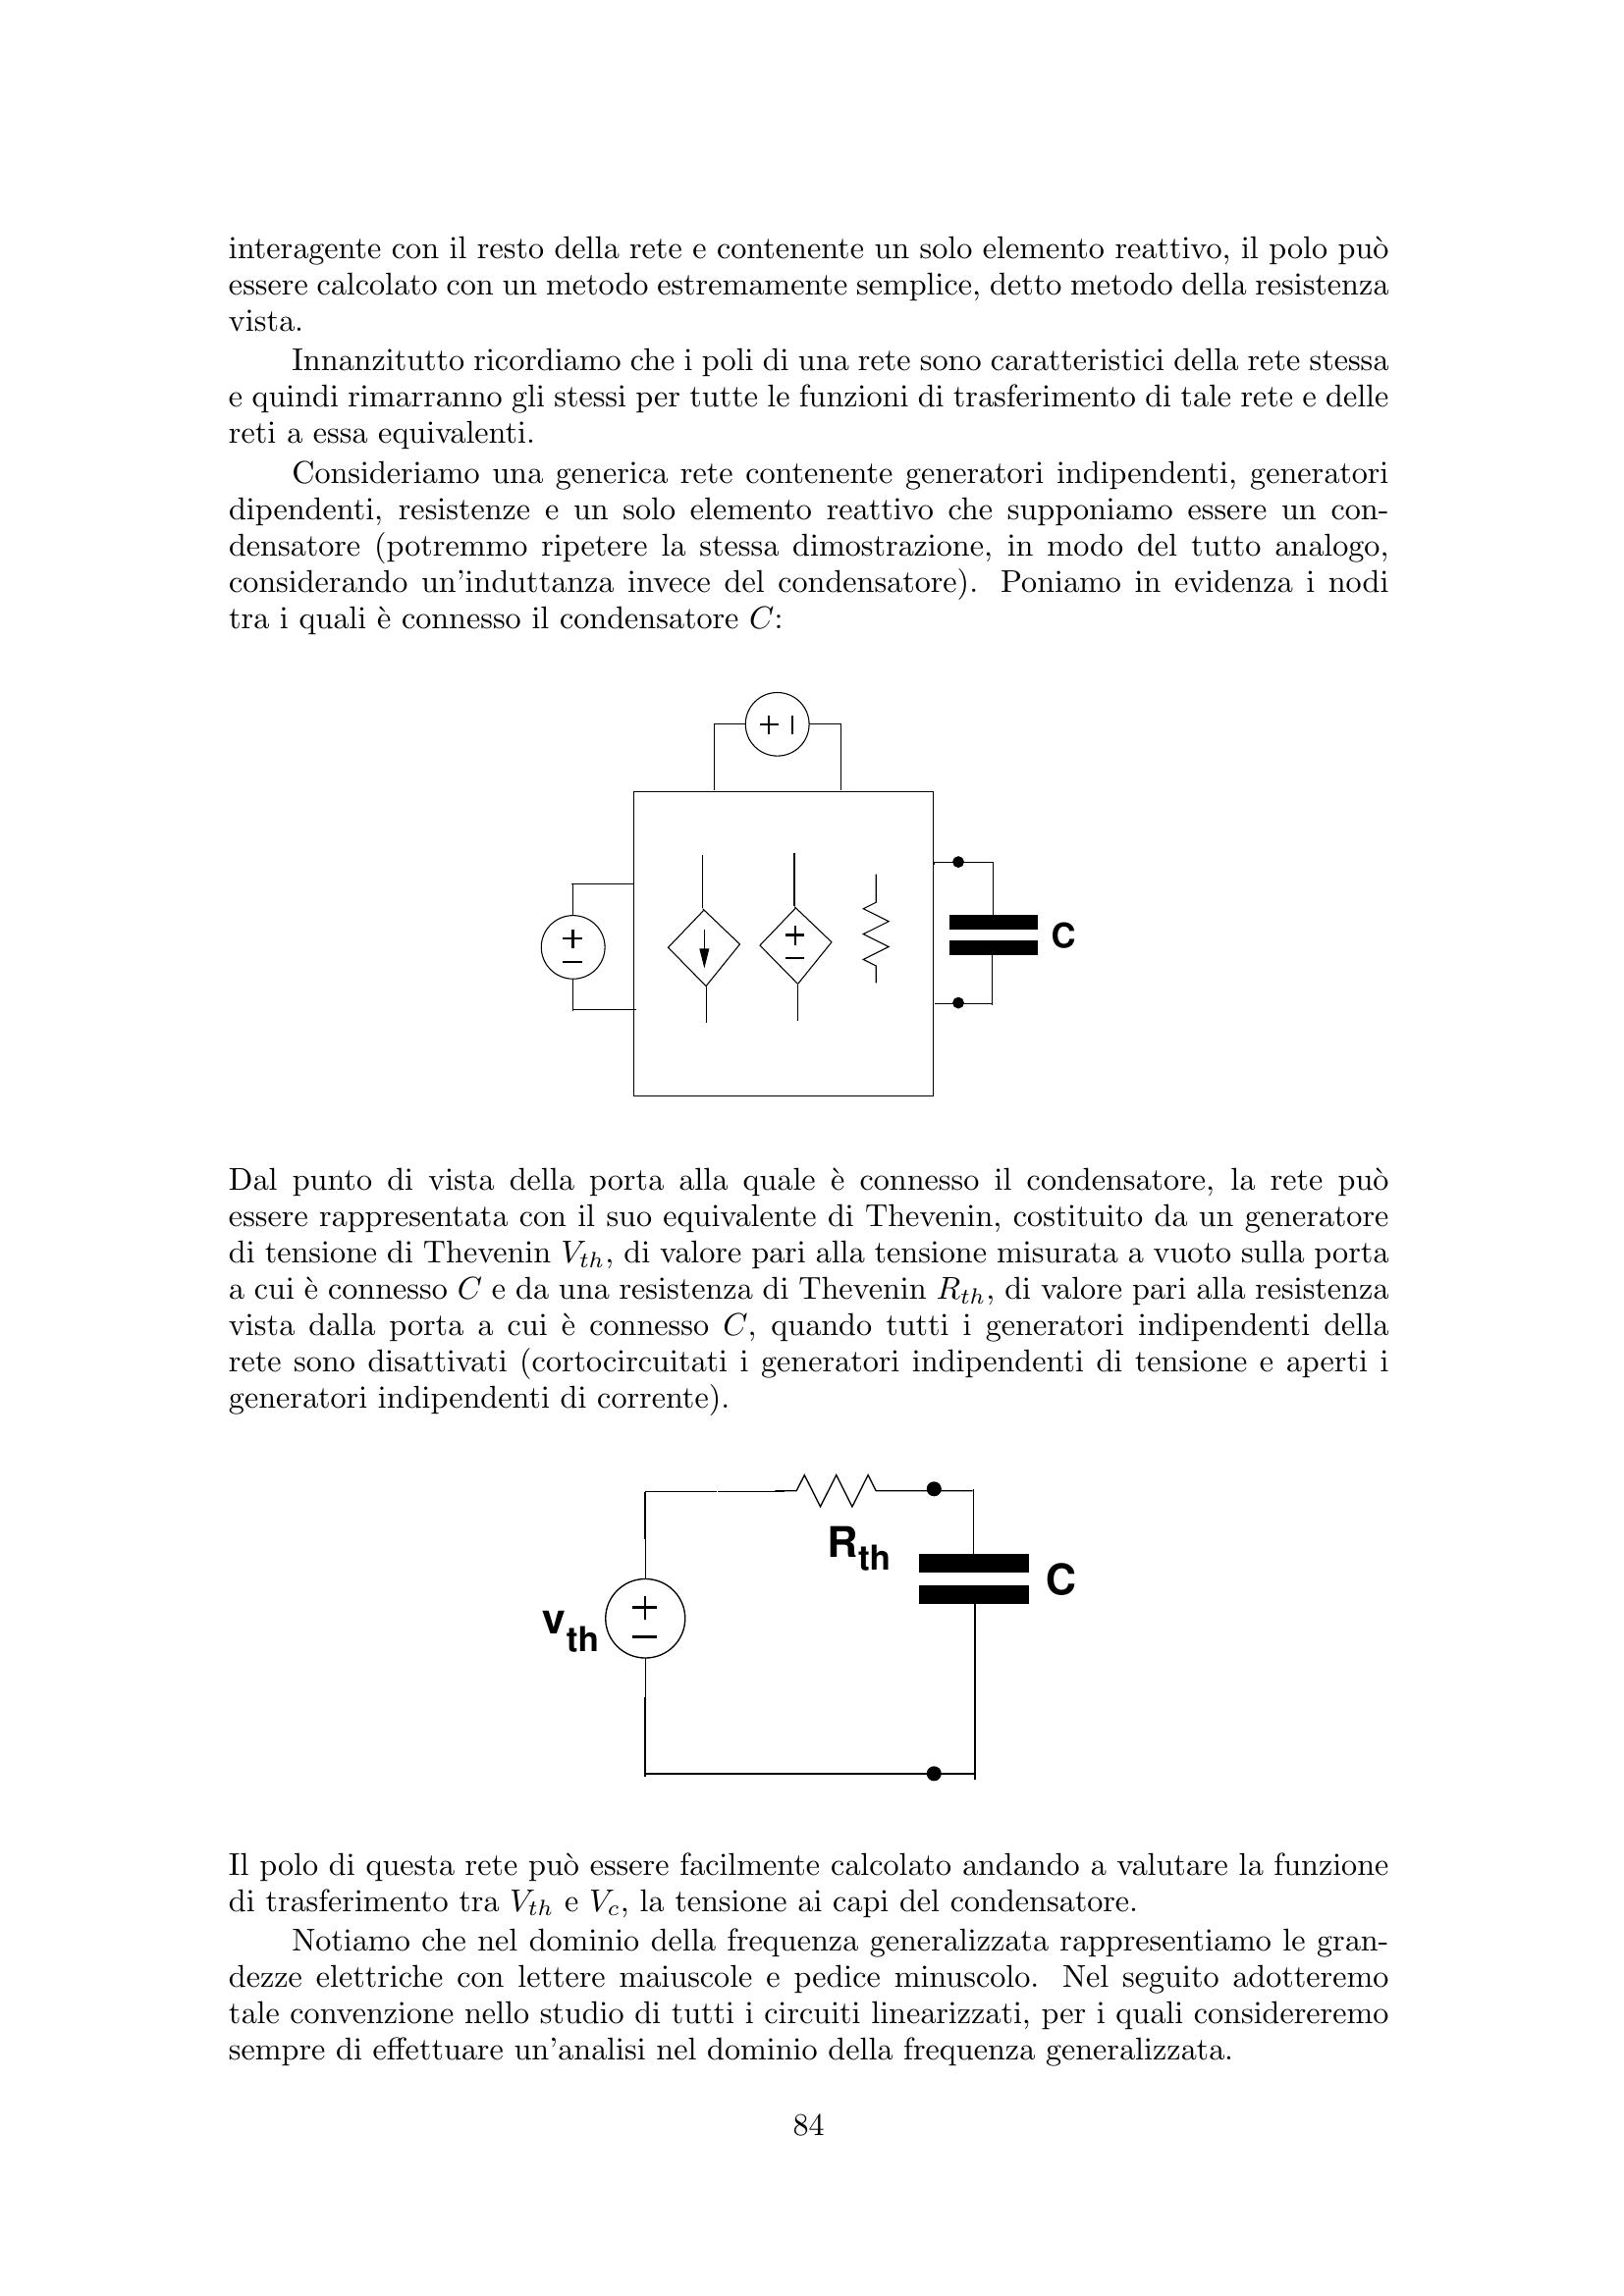 interagente con il resto della rete e contenente un solo elemento reattivo, il polo può
essere calcolato con un metodo estremamente semplice, detto metodo della resistenza
vista.
Innanzitutto ricordiamo che i poli di una rete sono caratteristici della rete stessa
e quindi rimarranno gli stessi per tutte le funzioni di trasferimento di tale rete e delle
reti a essa equivalenti.
Consideriamo una generica rete contenente generatori indipendenti, generatori
dipendenti, resistenze e un solo elemento reattivo che supponiamo essere un con-
densatore (potremmo ripetere la stessa dimostrazione, in modo del tutto analogo,
considerando un'induttanza invece del condensatore). Poniamo in evidenza i nodi
tra i quali è connesso il condensatore C:
C
Dal punto di vista della porta alla quale è connesso il condensatore, la rete può
essere rappresentata con il suo equivalente di Thevenin, costituito da un generatore
di tensione di Thevenin V_th, di valore pari alla tensione misurata a vuoto sulla porta
a cui è connesso C e da una resistenza di Thevenin R_th, di valore pari alla resistenza
vista dalla porta a cui è connesso C, quando tutti i generatori indipendenti della
rete sono disattivati (cortocircuitati i generatori indipendenti di tensione e aperti i
generatori indipendenti di corrente).
R_th
C
v_th
Il polo di questa rete può essere facilmente calcolato andando a valutare la funzione
di trasferimento tra V_th e V_c, la tensione ai capi del condensatore.
Notiamo che nel dominio della frequenza generalizzata rappresentiamo le gran-
dezze elettriche con lettere maiuscole e pedice minuscolo. Nel seguito adotteremo
tale convenzione nello studio di tutti i circuiti linearizzati, per i quali considereremo
sempre di effettuare un'analisi nel dominio della frequenza generalizzata.
84